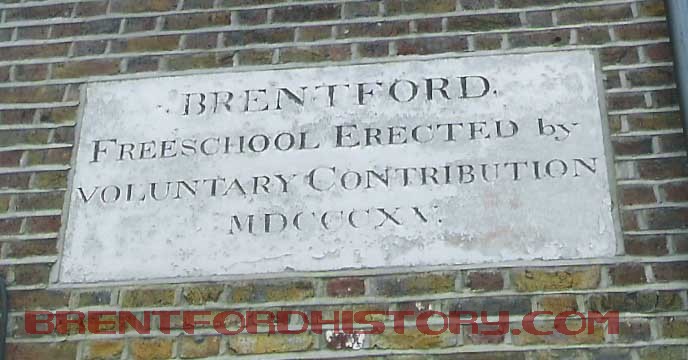 BRENTFORD.
FREESCHOOL ERECTED by
VOLUNTARY CONTRIBUTION
MDCCCXV.
BRENTFORDHISTORY.COM